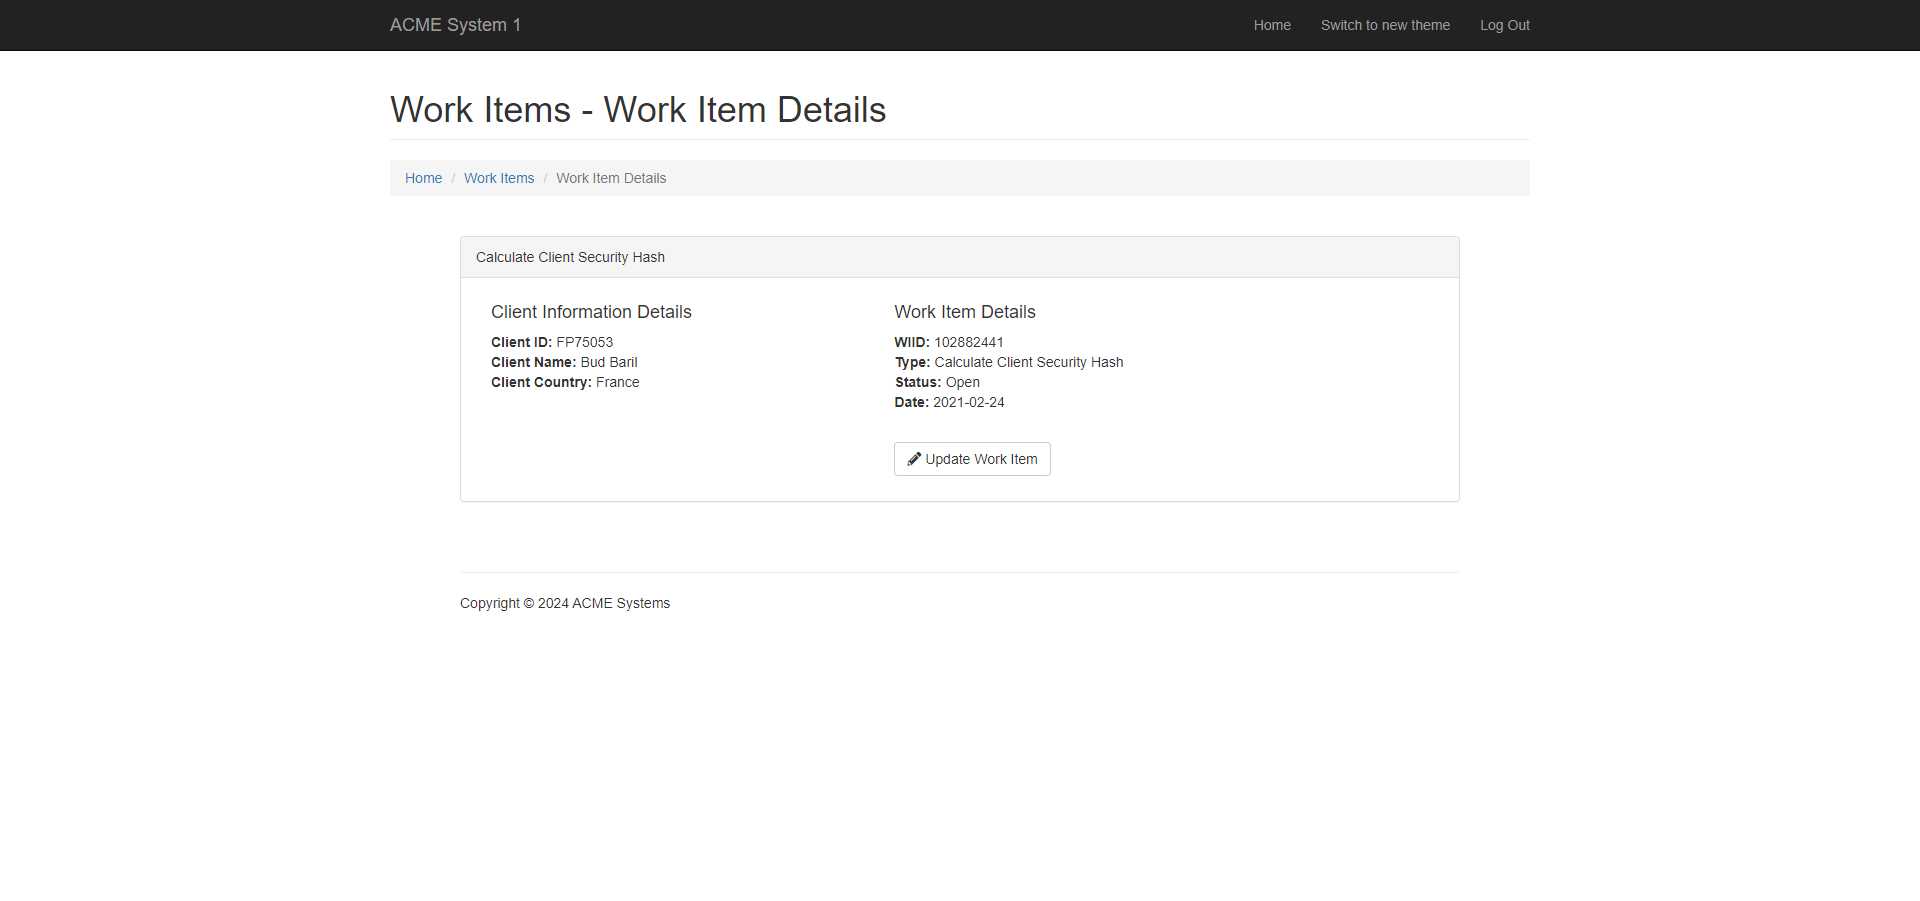 ACME System 1
Home
Switch to new theme
Log Out
Work Items - Work Item Details
Home / Work Items / Work Item Details
Calculate Client Security Hash
Client Information Details
Client ID: FP75053
Client Name: Bud Baril
Client Country: France
Work Item Details
WIID: 102882441
Type: Calculate Client Security Hash
Status: Open
Date: 2021-02-24
Update Work Item
Copyright © 2024 ACME Systems